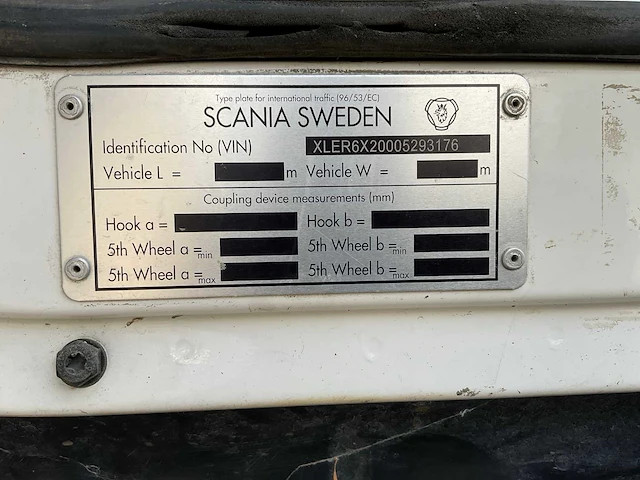 Type plate for international traffic (96/53/EC)
SCANIA SWEDEN
Identification No (VIN) XLER6X20005293176
Vehicle L = m Vehicle W = m
Coupling device measurements (mm)
Hook a = Hook b =
5th Wheel a =min 5th Wheel b =min
5th Wheel a =max 5th Wheel b =max